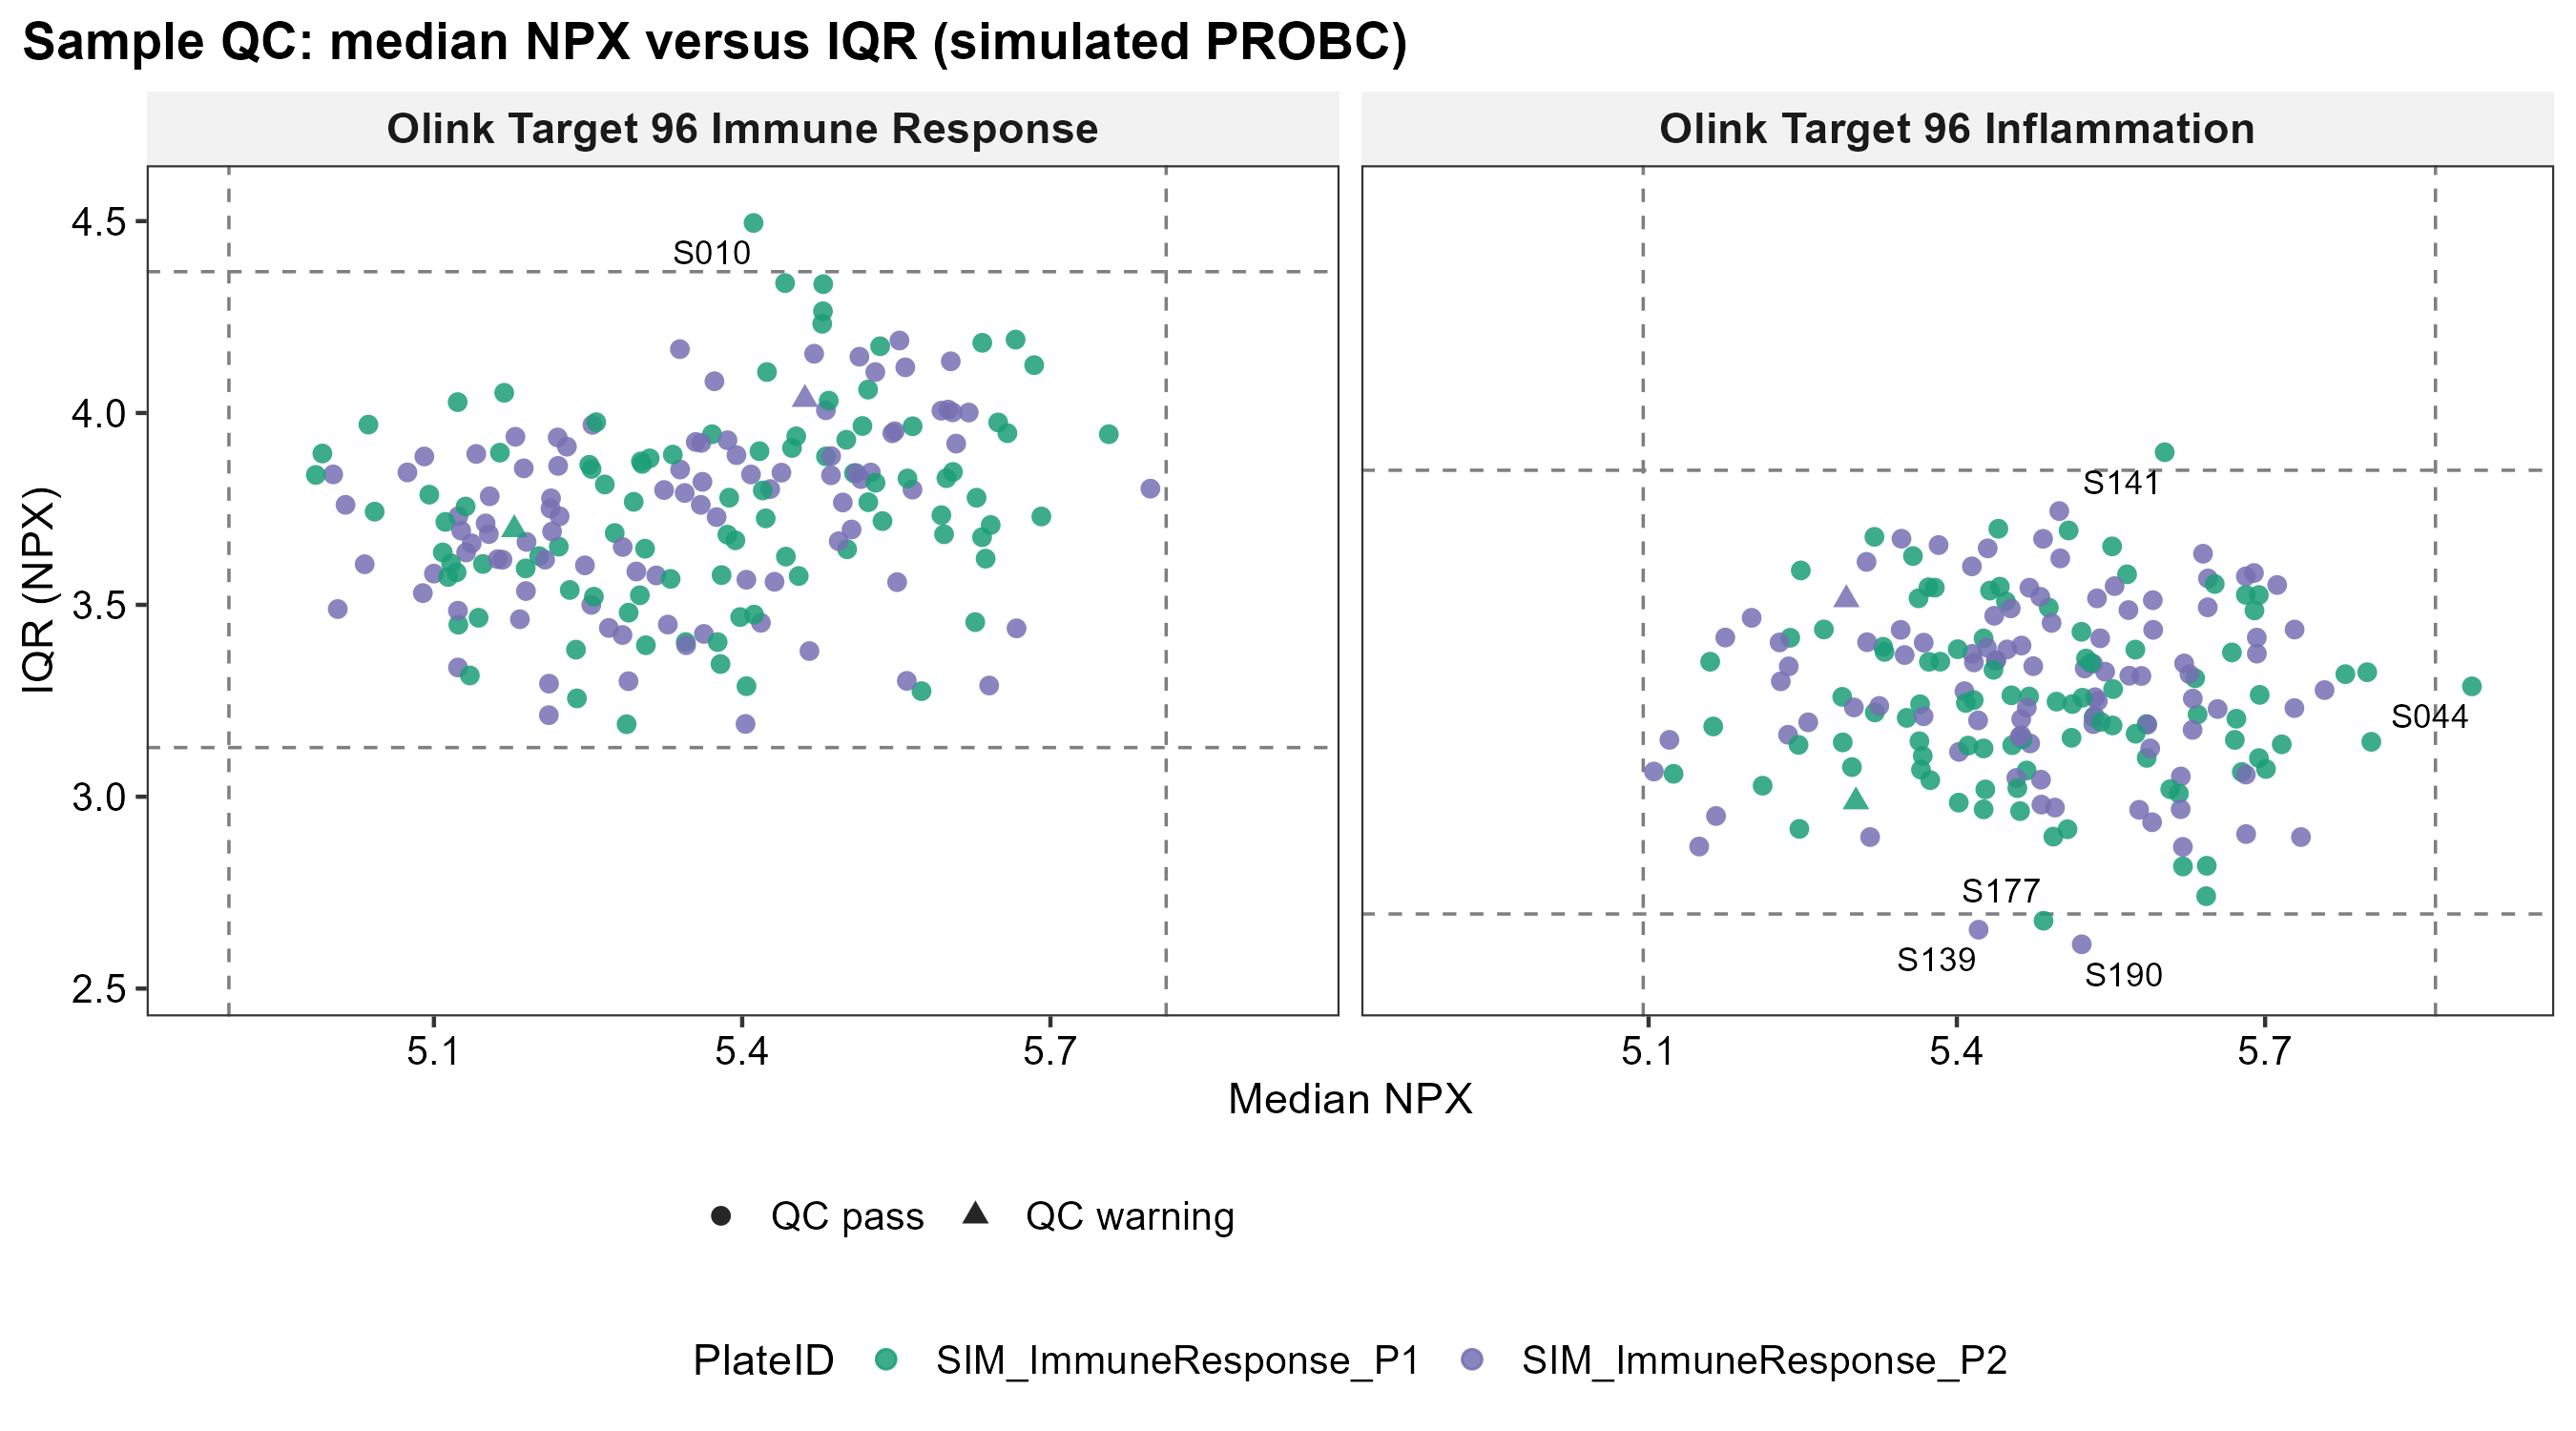 Sample QC: median NPX versus IQR (simulated PROBC)
Olink Target 96 Immune Response
Olink Target 96 Inflammation
IQR (NPX)
4.5
4.0
3.5
3.0
2.5
S010
S141
S044
S177
S139
S190
5.1
5.4
5.7
5.1
5.4
5.7
Median NPX
QC pass
QC warning
PlateID
SIM_ImmuneResponse_P1
SIM_ImmuneResponse_P2